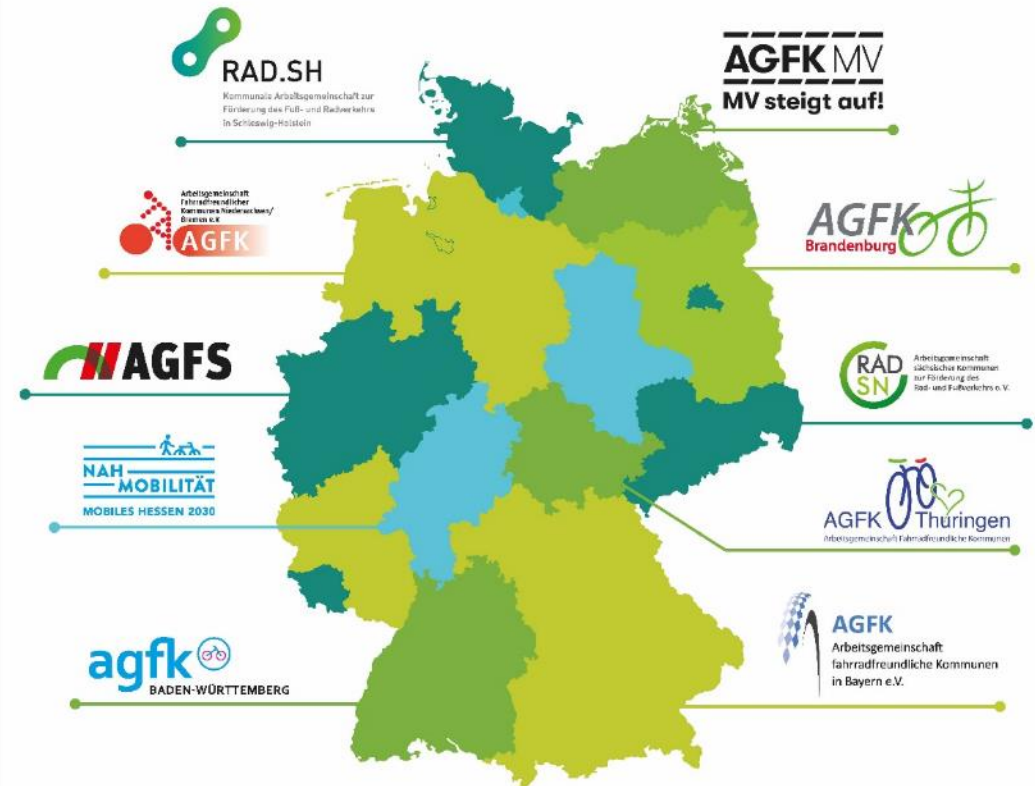 RAD.SH
Kommunale Arbeitsgemeinschaft zur
Förderung des Fuß- und Radverkehrs
in Schleswig-Holstein
AGFK MV
MV steigt auf!
Arbeitsgemeinschaft
Fahrradfreundlicher
Kommunen Niedersachsen/
Bremen e.V.
AGFK
AGFK
Brandenburg
AGFS
RAD
SN
Arbeitsgemeinschaft
sächsischer Kommunen
zur Förderung des
Rad- und Fußverkehrs e. V.
NAH
MOBILITÄT
MOBILES HESSEN 2030
AGFK Thüringen
Arbeitsgemeinschaft Fahrradfreundliche Kommunen
agfk
BADEN-WÜRTTEMBERG
AGFK
Arbeitsgemeinschaft
fahrradfreundliche Kommunen
in Bayern e.V.